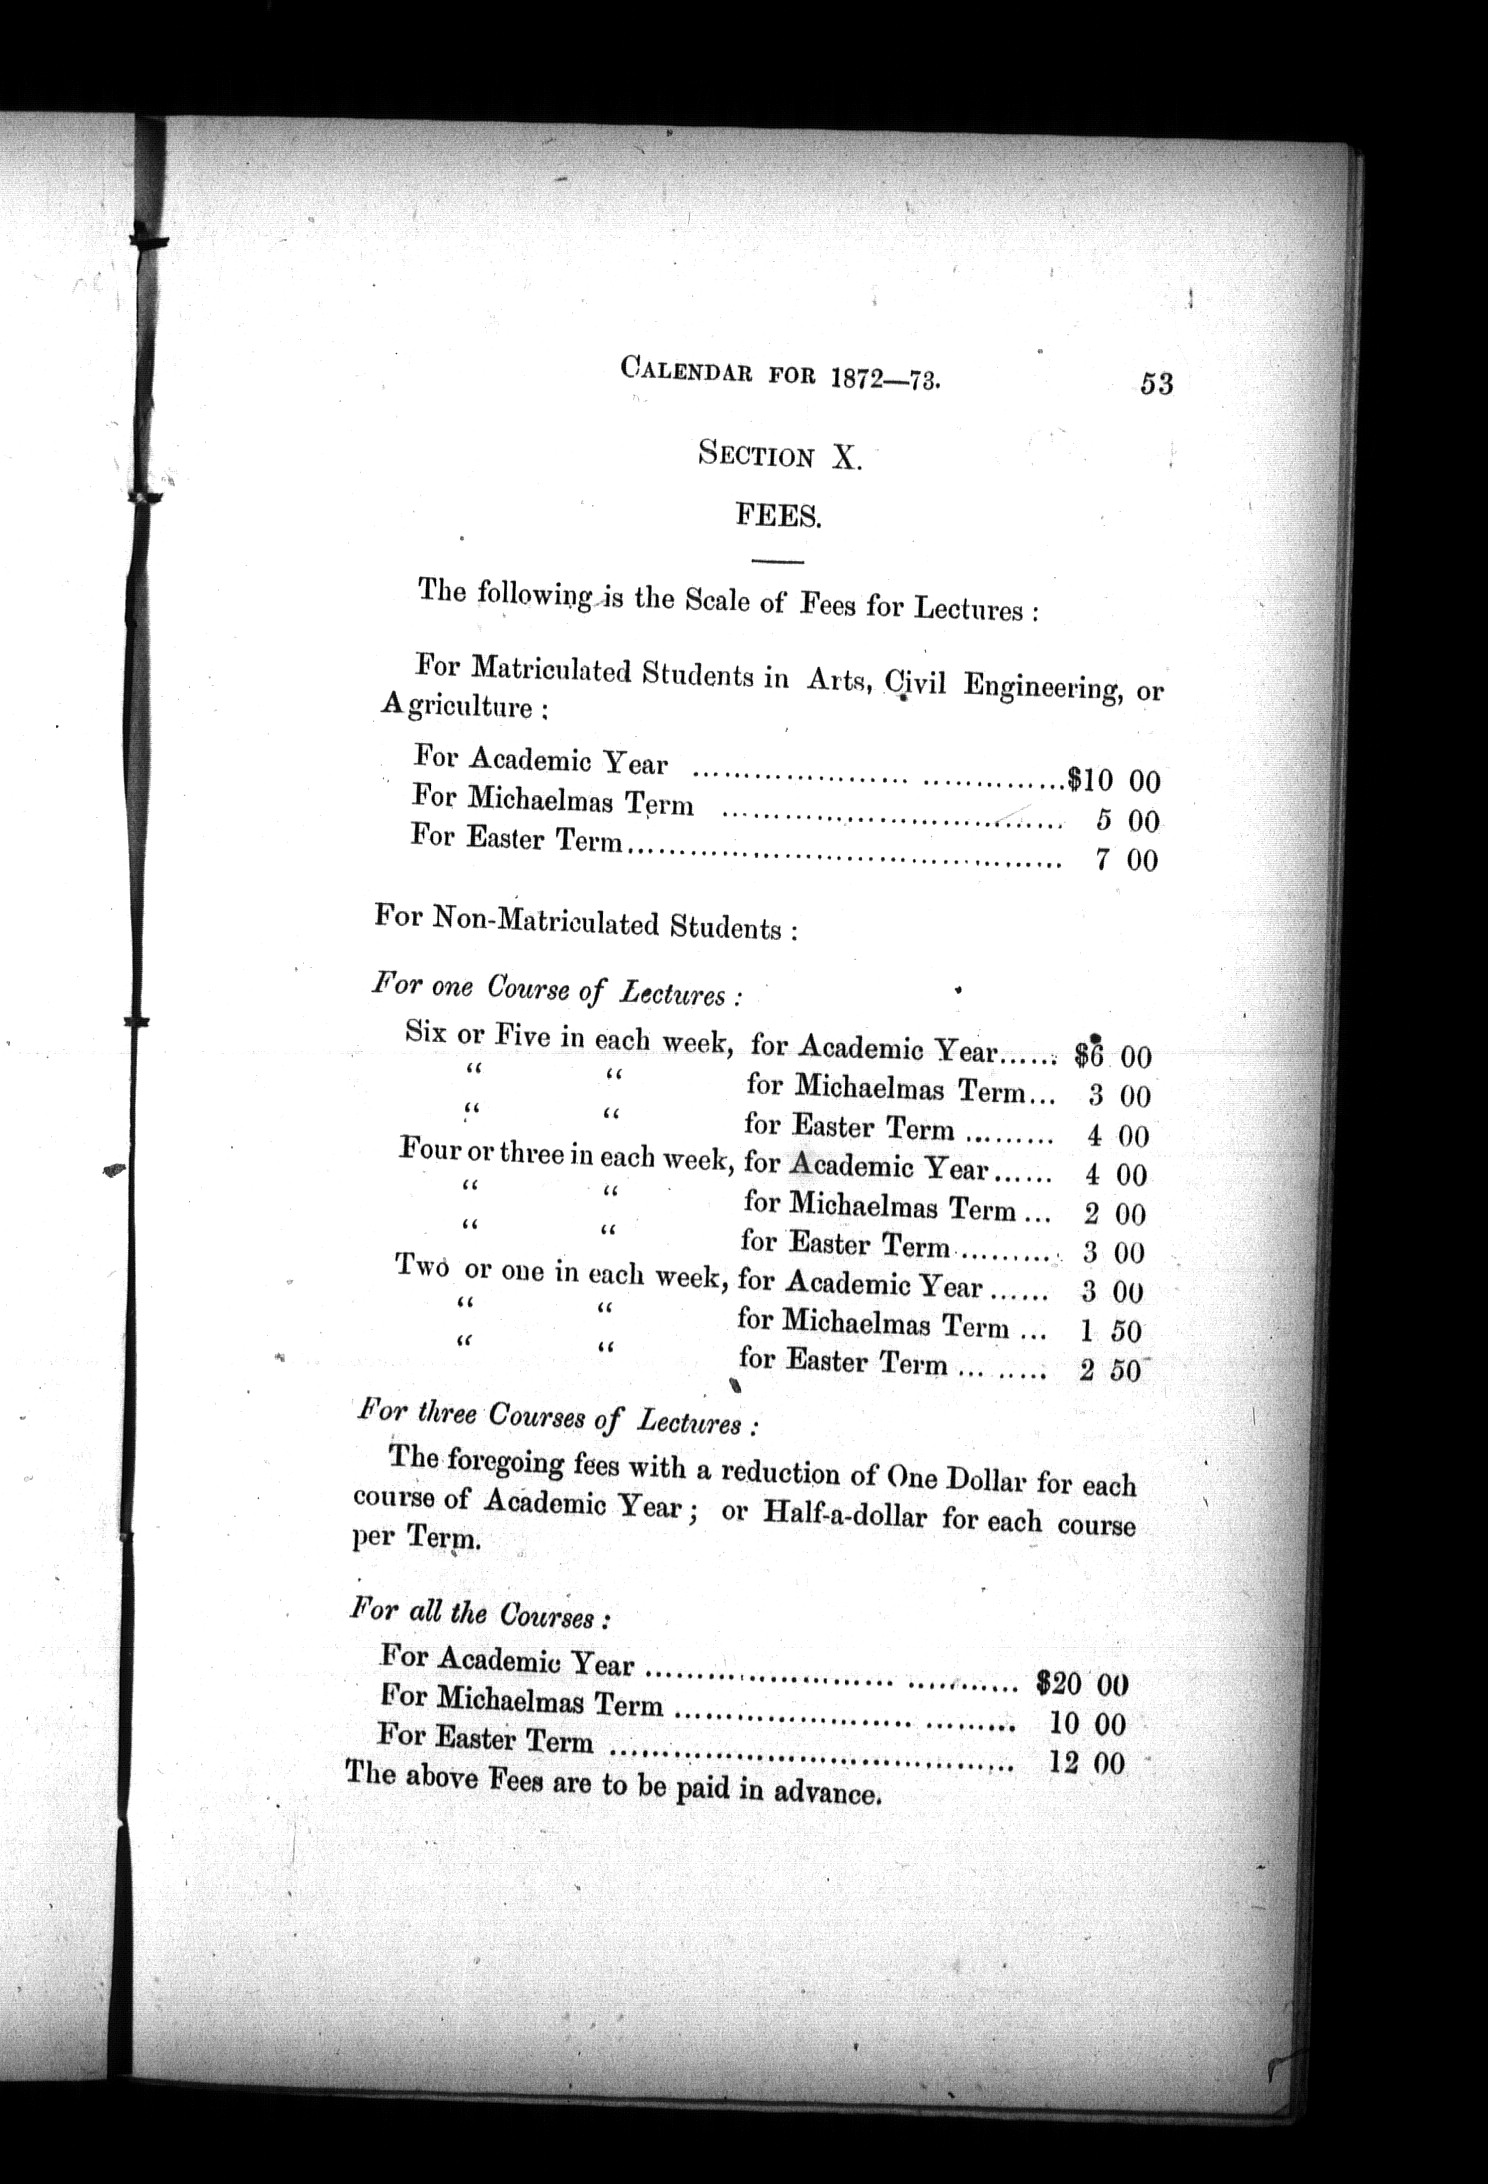 CALENDAR FOR 1872—73. 53
SECTION X.
FEES.
The following is the Scale of Fees for Lectures :
For Matriculated Students in Arts, Civil Engineering, or
Agriculture :
For Academic Year ................................... $10 00
For Michaelmas Term .................................. 5 00
For Easter Term.......................................... 7 00
For Non-Matriculated Students :
For one Course of Lectures :
Six or Five in each week, for Academic Year...... $6 00
“ “ for Michaelmas Term... 3 00
“ “ for Easter Term ......... 4 00
Four or three in each week, for Academic Year...... 4 00
“ “ for Michaelmas Term ... 2 00
“ “ for Easter Term .......... 3 00
Two or one in each week, for Academic Year ...... 3 00
“ “ for Michaelmas Term ... 1 50
“ “ for Easter Term ... ..... 2 50
For three Courses of Lectures :
The foregoing fees with a reduction of One Dollar for each
course of Academic Year ; or Half-a-dollar for each course
per Term.
For all the Courses :
For Academic Year .................................... $20 00
For Michaelmas Term ................................ 10 00
For Easter Term ....................................... 12 00
The above Fees are to be paid in advance.